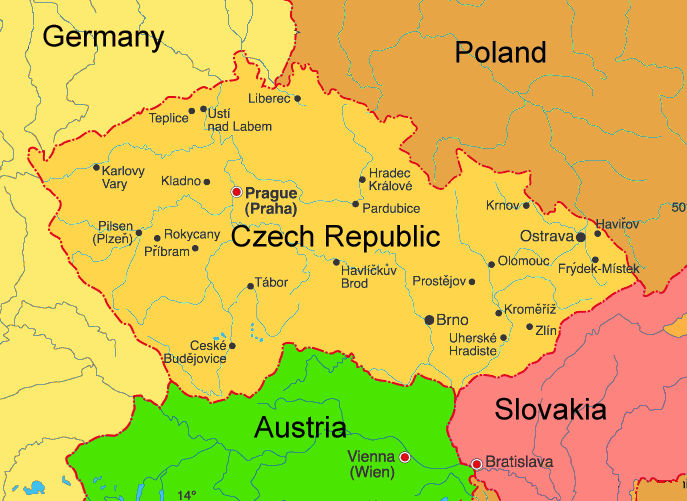 Germany
Poland
Liberec
Teplice
Ústí
nad Labem
Karlovy
Vary
Kladno
Prague
(Praha)
Hradec
Králové
Pardubice
Krnov
50
Havířov
Pilsen
(Plzeň)
Rokycany
Příbram
Czech Republic
Ostrava
Frýdek-Místek
Olomouc
Havlíčkův
Brod
Prostějov
Tábor
Kroměříž
Zlín
Brno
Uherské
Hradiste
České
Budějovice
Austria
Slovakia
Vienna
(Wien)
Bratislava
14°